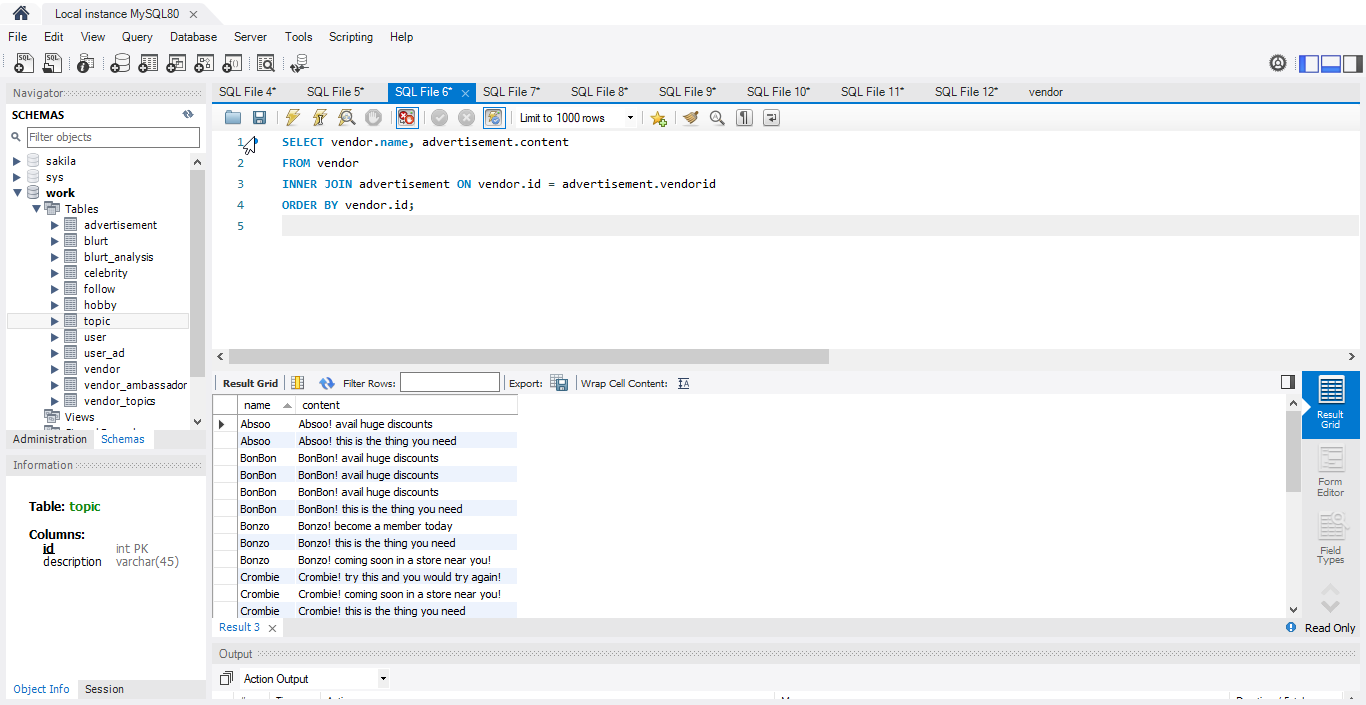 Local instance MySQL80
File Edit View Query Database Server Tools Scripting Help
Navigator
SCHEMAS
Filter objects
sakila
sys
work
Tables
advertisement
blurt
blurt_analysis
celebrity
follow
hobby
topic
user
user_ad
vendor
vendor_ambassador
vendor_topics
Views
Administration Schemas
Information
Table: topic
Columns:
id int PK
description varchar(45)
Object Info Session
SQL File 4* SQL File 5* SQL File 6* SQL File 7* SQL File 8* SQL File 9* SQL File 10* SQL File 11* SQL File 12* vendor
Limit to 1000 rows
1 SELECT vendor.name, advertisement.content
2 FROM vendor
3 INNER JOIN advertisement ON vendor.id = advertisement.vendorid
4 ORDER BY vendor.id;
5
Result Grid Filter Rows: Export: Wrap Cell Content:
name content
Absoo Absoo! avail huge discounts
Absoo Absoo! this is the thing you need
BonBon BonBon! avail huge discounts
BonBon BonBon! avail huge discounts
BonBon BonBon! avail huge discounts
BonBon BonBon! this is the thing you need
Bonzo Bonzo! become a member today
Bonzo Bonzo! this is the thing you need
Bonzo Bonzo! coming soon in a store near you!
Crombie Crombie! try this and you would try again!
Crombie Crombie! coming soon in a store near you!
Crombie Crombie! this is the thing you need
Result
Grid
Form
Editor
Field
Types
Result 3
Read Only
Output
Action Output